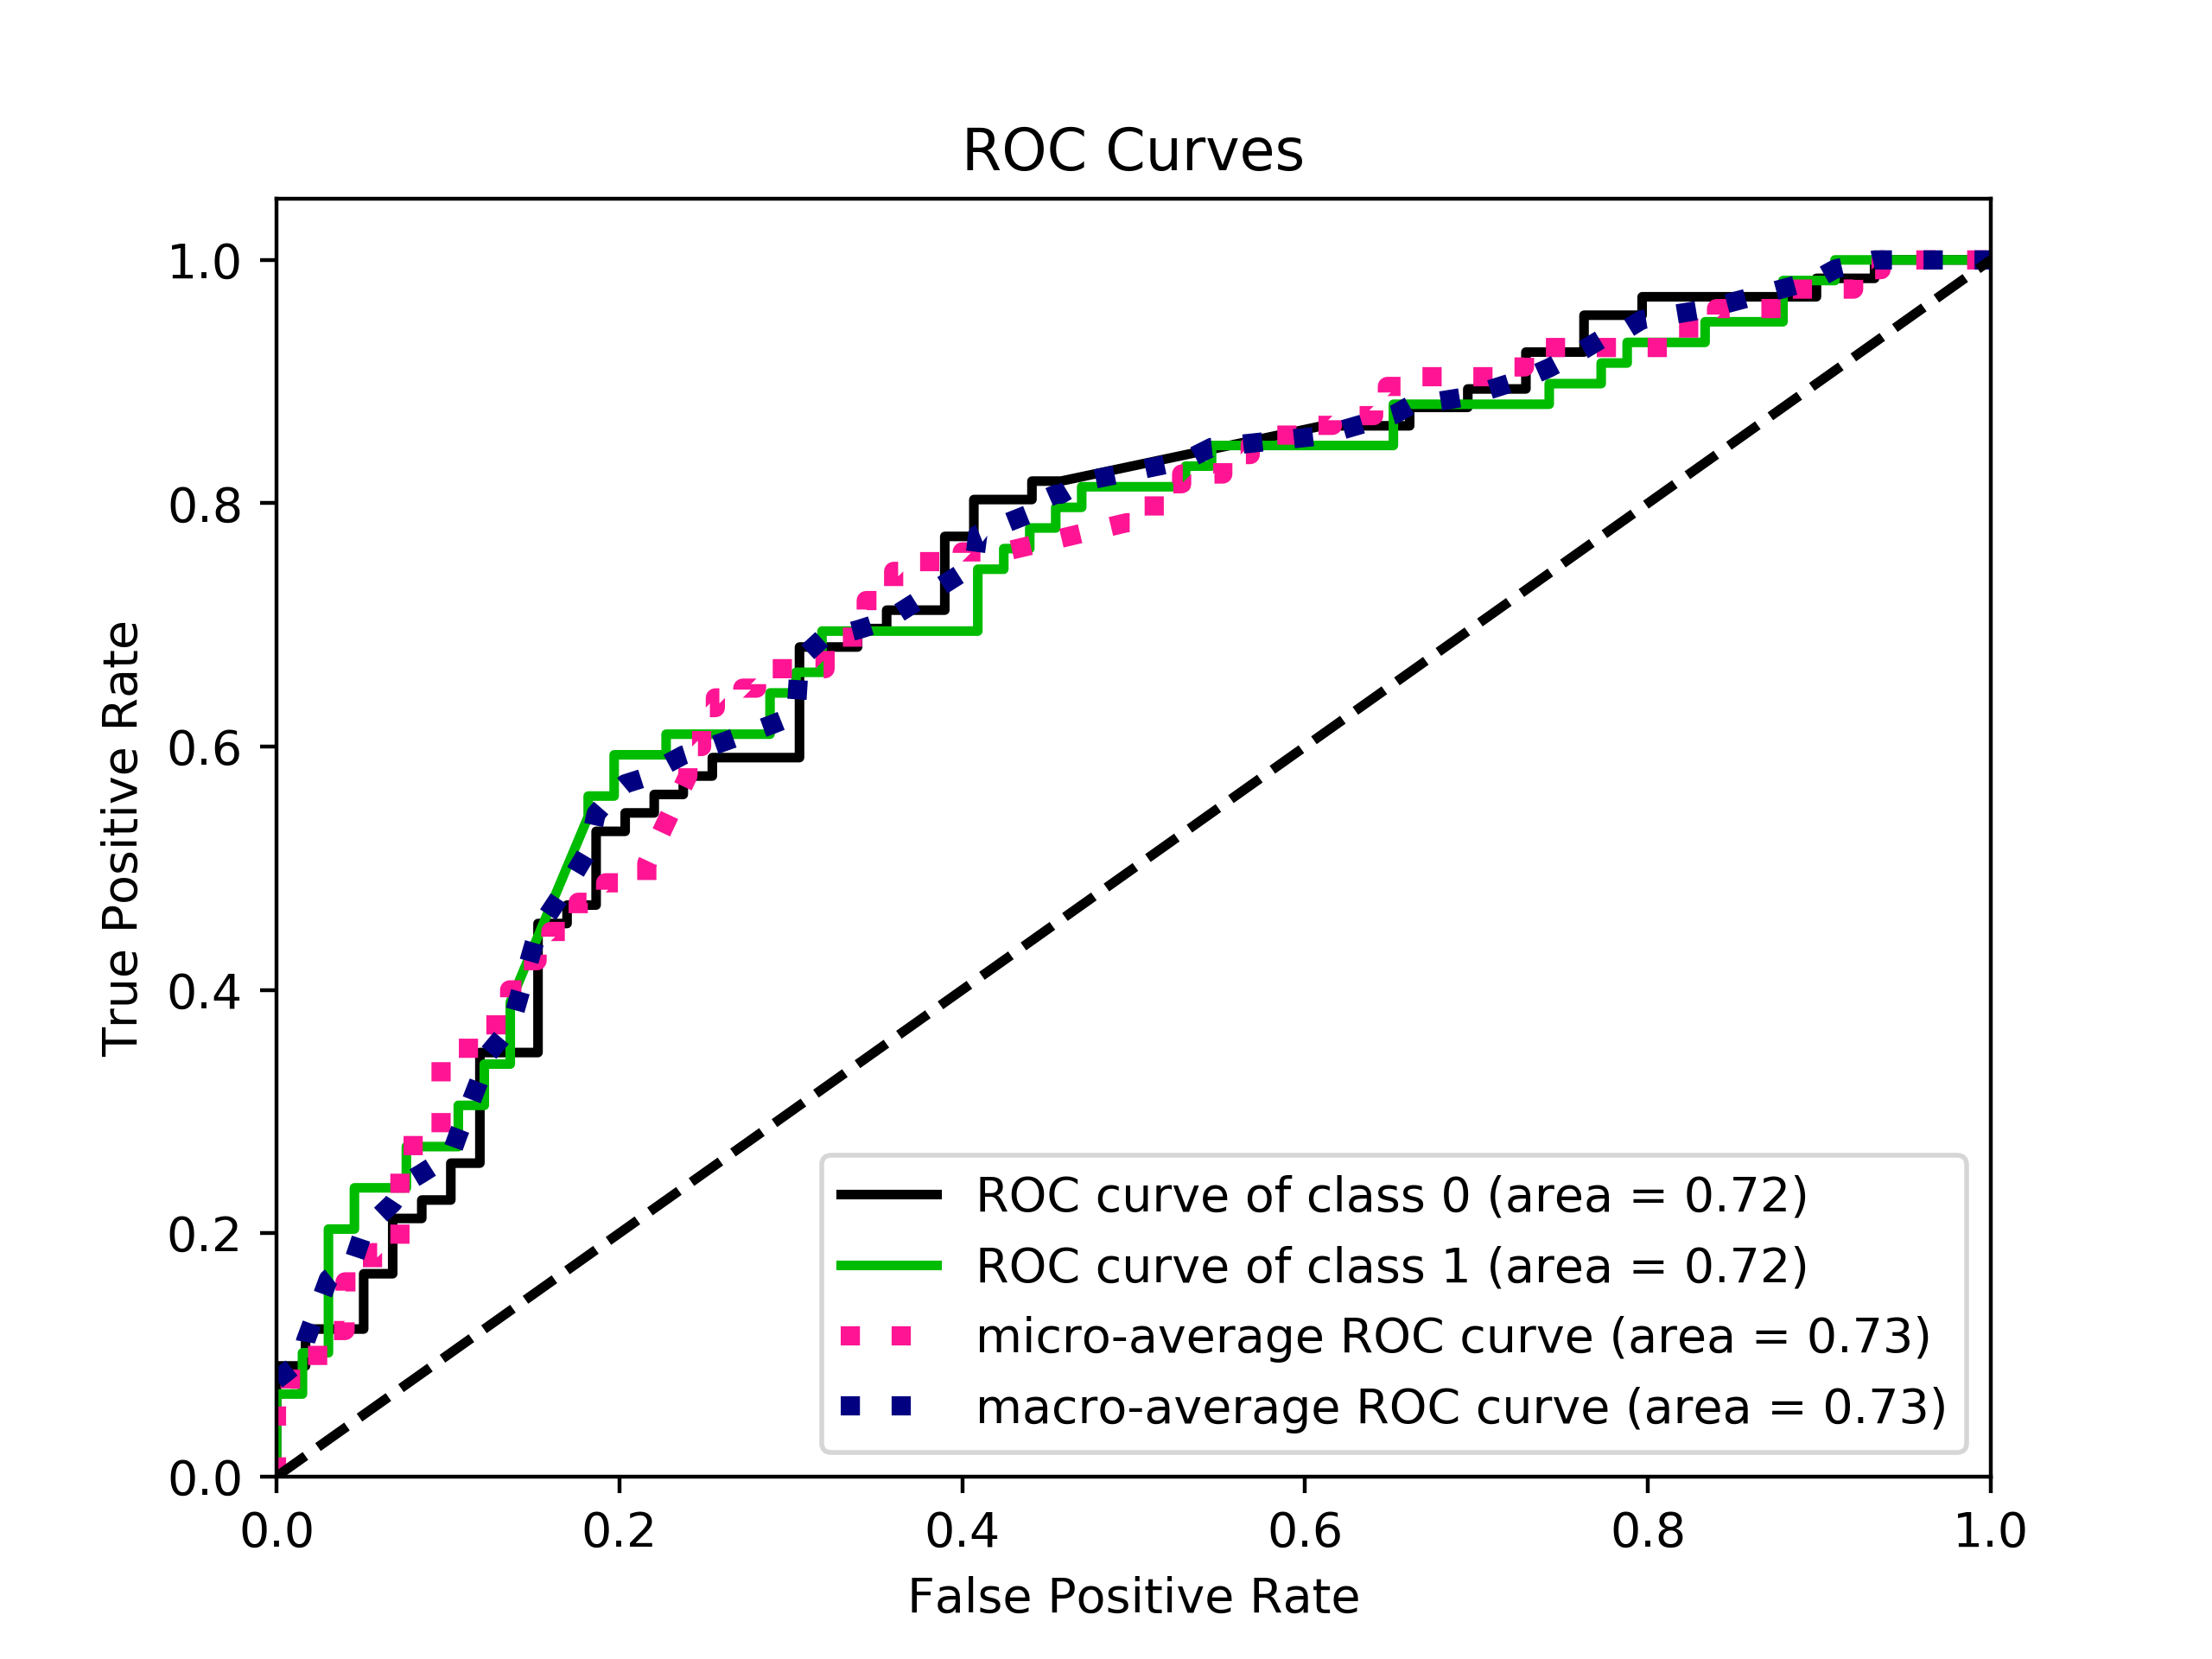 ROC Curves
1.0
0.8
0.6
0.4
0.2
0.0
True Positive Rate
ROC curve of class 0 (area = 0.72)
ROC curve of class 1 (area = 0.72)
micro-average ROC curve (area = 0.73)
macro-average ROC curve (area = 0.73)
0.0 0.2 0.4 0.6 0.8 1.0
False Positive Rate